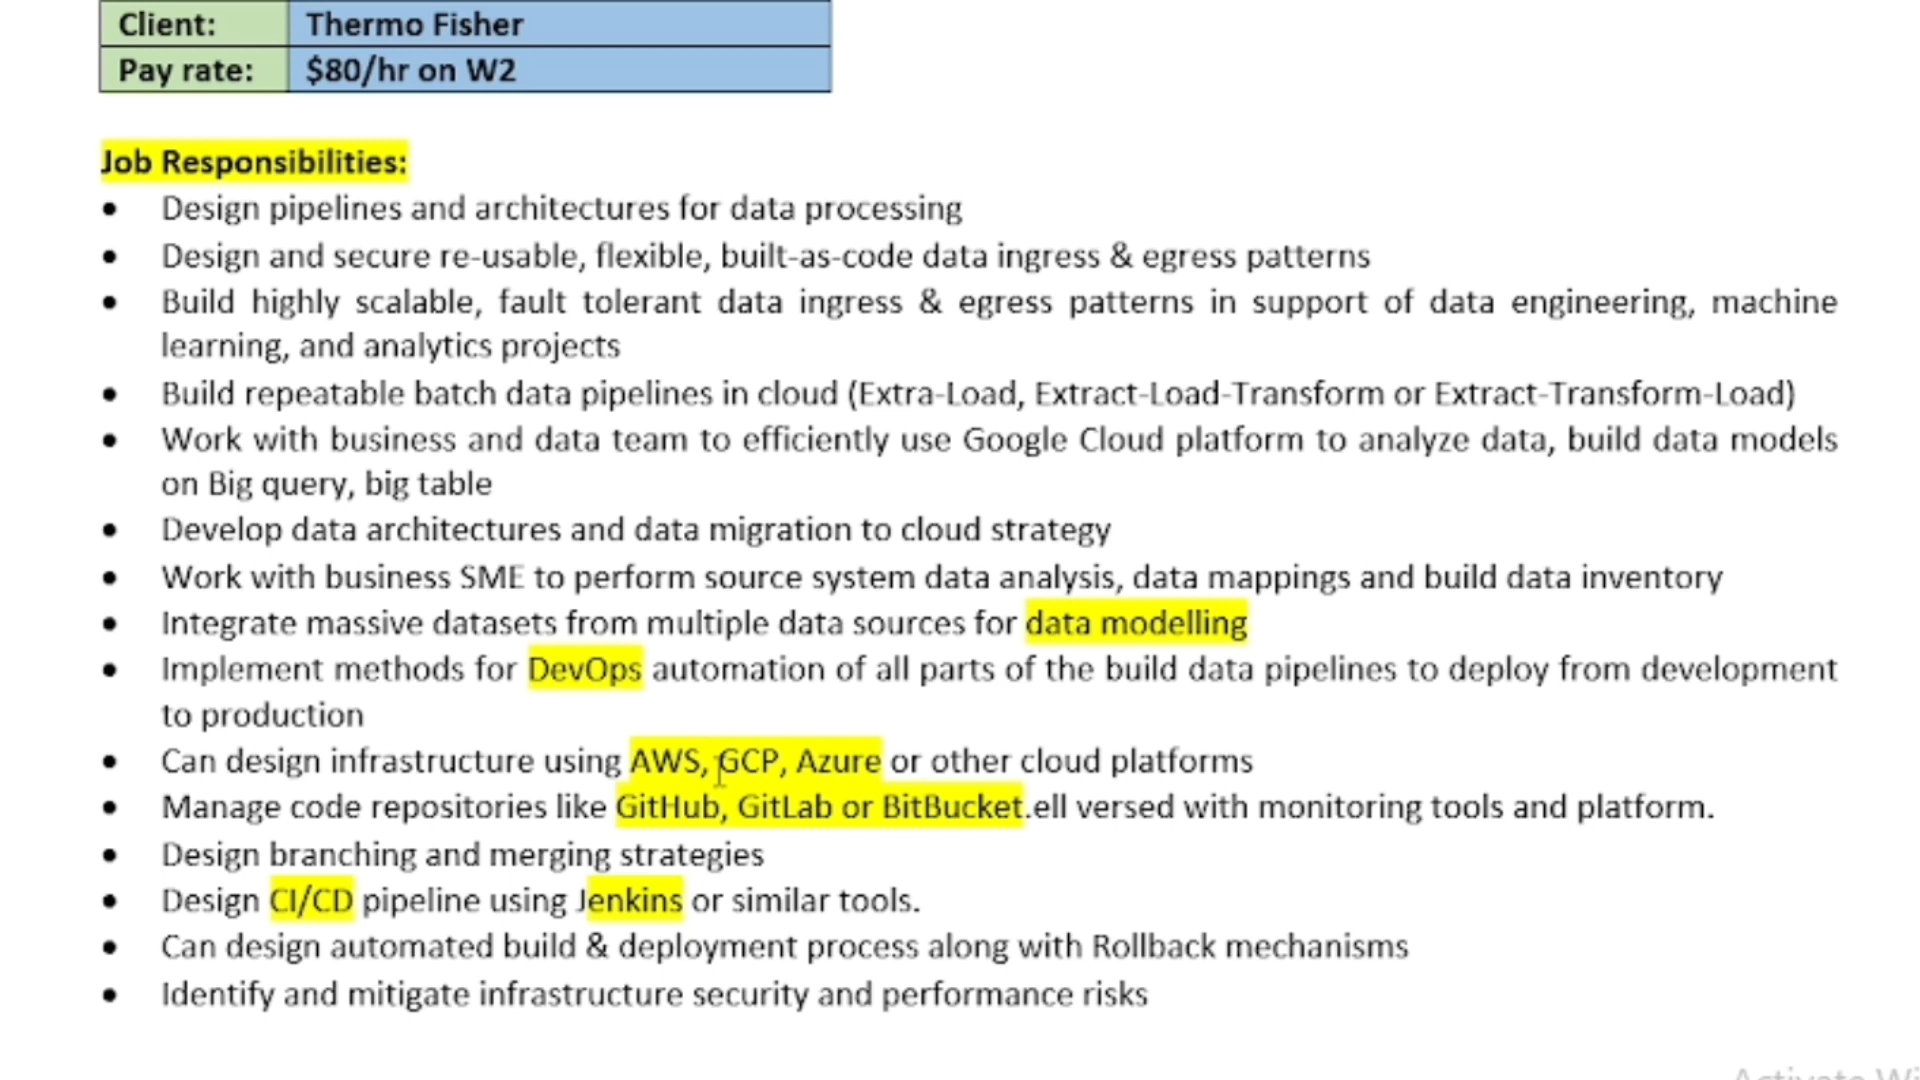 Client: Thermo Fisher
Pay rate: $80/hr on W2
Job Responsibilities:
• Design pipelines and architectures for data processing
• Design and secure re-usable, flexible, built-as-code data ingress & egress patterns
• Build highly scalable, fault tolerant data ingress & egress patterns in support of data engineering, machine
learning, and analytics projects
• Build repeatable batch data pipelines in cloud (Extra-Load, Extract-Load-Transform or Extract-Transform-Load)
• Work with business and data team to efficiently use Google Cloud platform to analyze data, build data models
on Big query, big table
• Develop data architectures and data migration to cloud strategy
• Work with business SME to perform source system data analysis, data mappings and build data inventory
• Integrate massive datasets from multiple data sources for data modelling
• Implement methods for DevOps automation of all parts of the build data pipelines to deploy from development
to production
• Can design infrastructure using AWS, GCP, Azure or other cloud platforms
• Manage code repositories like GitHub, GitLab or BitBucket.ell versed with monitoring tools and platform.
• Design branching and merging strategies
• Design CI/CD pipeline using Jenkins or similar tools.
• Can design automated build & deployment process along with Rollback mechanisms
• Identify and mitigate infrastructure security and performance risks